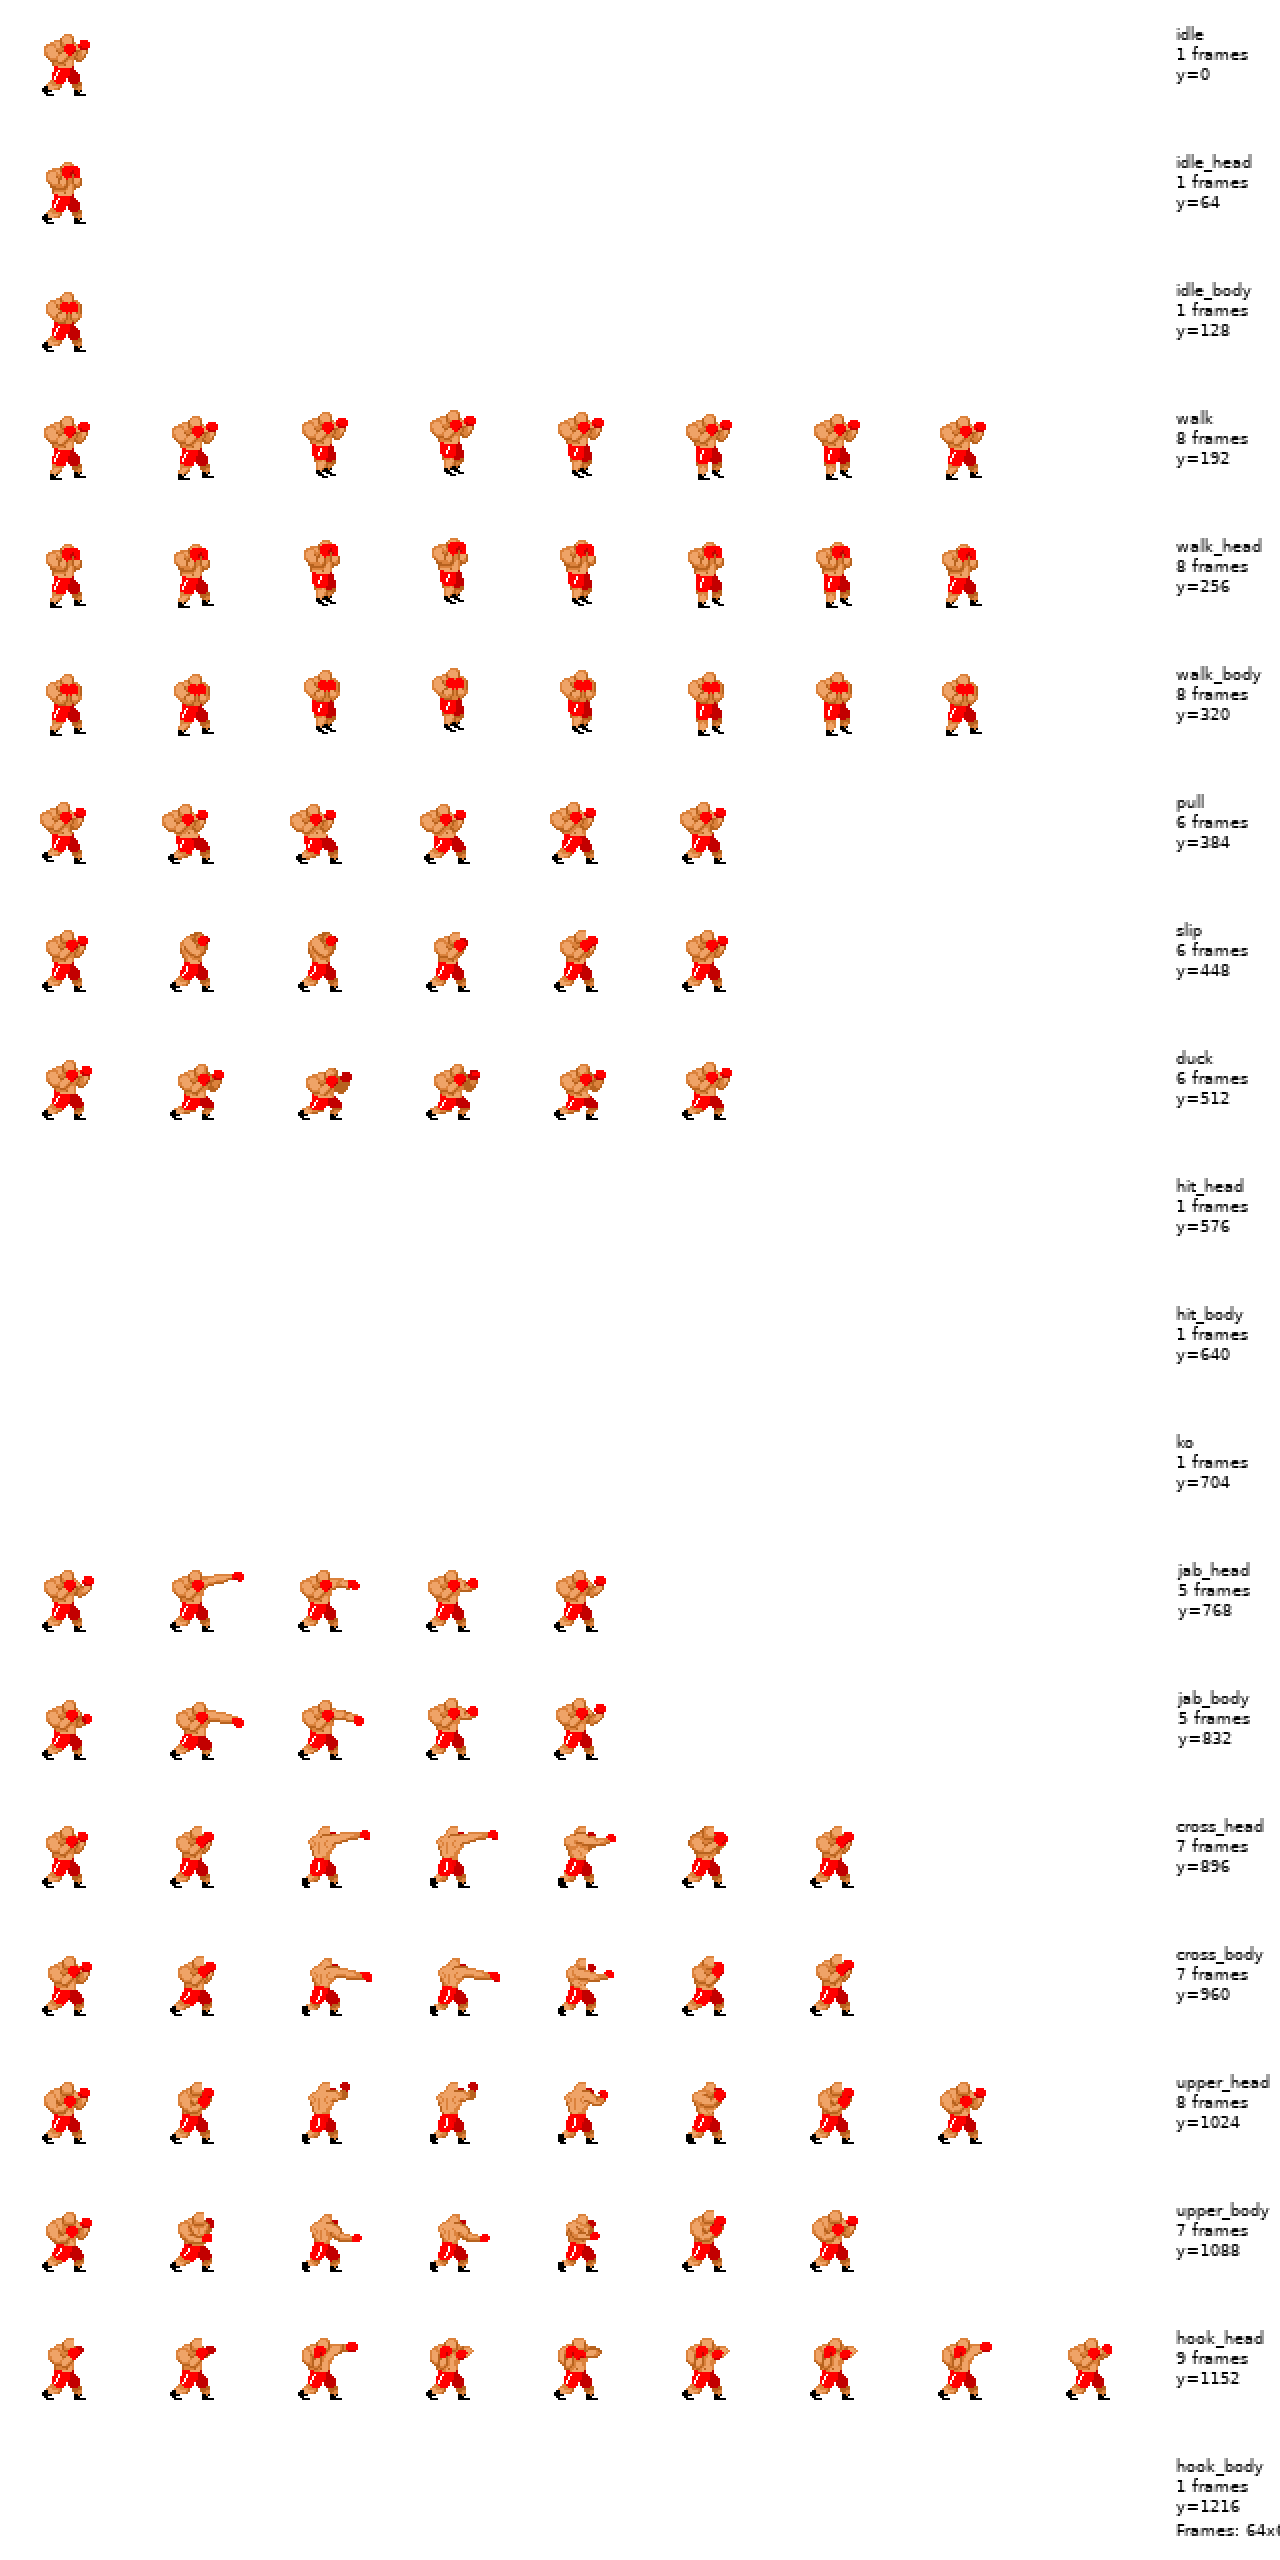 idle
1 frames
y=0
idle_head
1 frames
y=64
idle_body
1 frames
y=128
walk
8 frames
y=192
walk_head
8 frames
y=256
walk_body
8 frames
y=320
pull
6 frames
y=384
slip
6 frames
y=448
duck
6 frames
y=512
hit_head
1 frames
y=576
hit_body
1 frames
y=640
ko
1 frames
y=704
jab_head
5 frames
y=768
jab_body
5 frames
y=832
cross_head
7 frames
y=896
cross_body
7 frames
y=960
upper_head
8 frames
y=1024
upper_body
7 frames
y=1088
hook_head
9 frames
y=1152
hook_body
1 frames
y=1216
Frames: